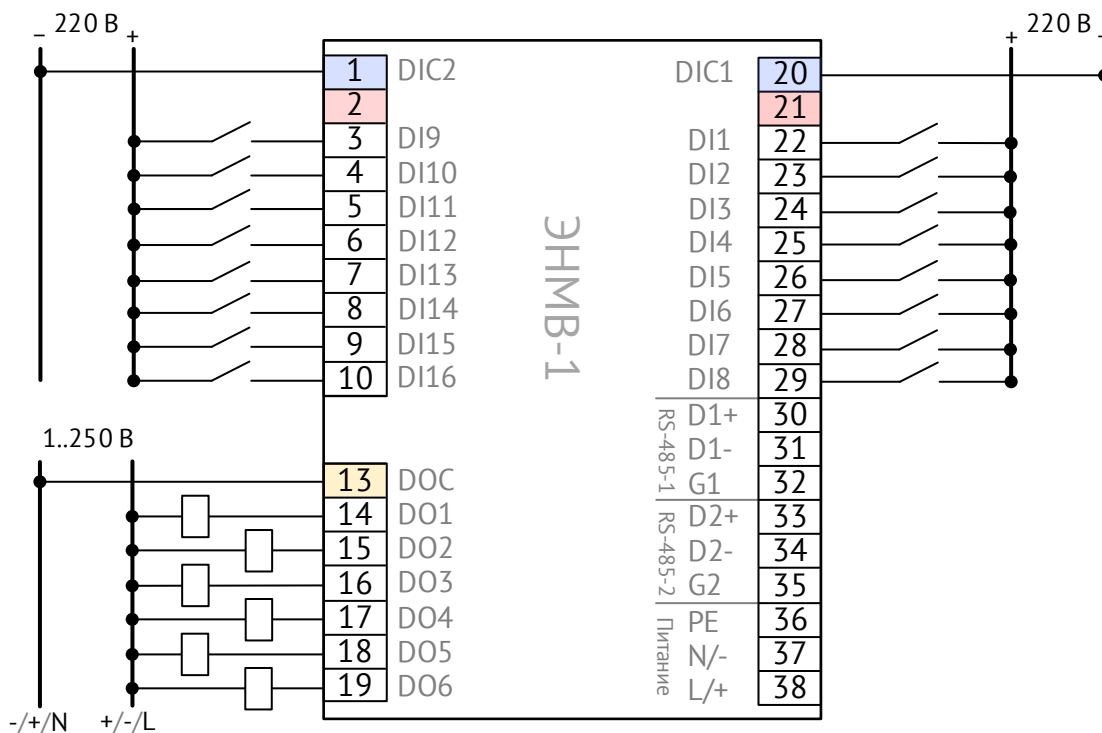 – 220 В +
1 DIC2
2
3 DI9
4 DI10
5 DI11
6 DI12
7 DI13
8 DI14
9 DI15
10 DI16
1..250 В
13 DOC
14 DO1
15 DO2
16 DO3
17 DO4
18 DO5
19 DO6
-/+/N +/-/L
ЭНМВ-1
+ 220 В –
DIC1 20
21
DI1 22
DI2 23
DI3 24
DI4 25
DI5 26
DI6 27
DI7 28
DI8 29
RS-485-1
D1+ 30
D1- 31
G1 32
RS-485-2
D2+ 33
D2- 34
G2 35
Питание
PE 36
N/- 37
L/+ 38